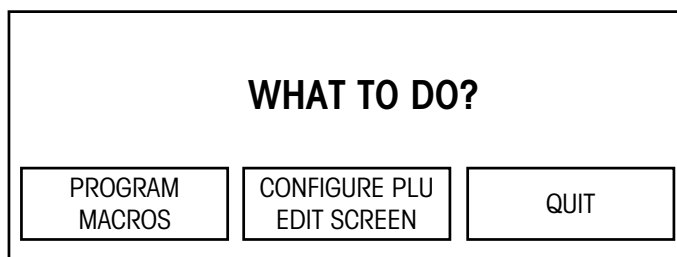 WHAT TO DO?
PROGRAM
MACROS
CONFIGURE PLU
EDIT SCREEN
QUIT